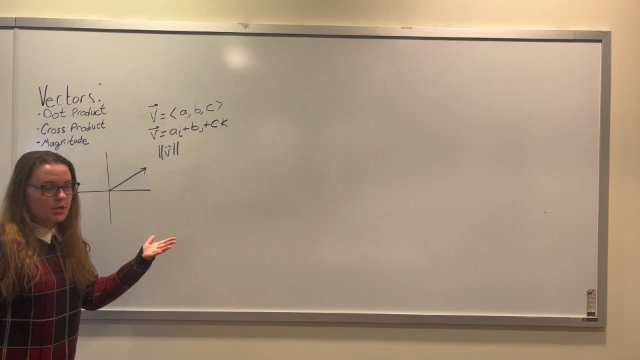 Vectors:
- Dot Product
- Cross Product
- Magnitude
v⃗ = < a, b, c >
v⃗ = ai + bj + ck
||v⃗||